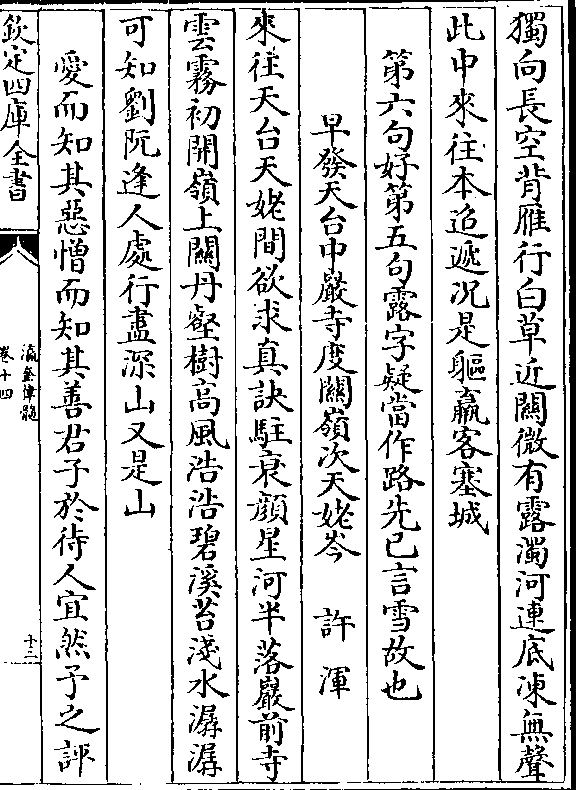 獨向長空背雁行白草近關微有露濁河連底凍無聲
此中來往本迢遞况是驅羸客塞城
第六句好第五句露字疑當作路先已言雪故也
早發天台中巖寺度關嶺次天姥岑 許渾
來往天台天姥間欲求真訣駐衰顏星河半落巖前寺
雲霧初開嶺上關丹壑樹高風浩浩碧溪苔淺水潺潺
可知劉阮逢人處行盡深山又是山
愛而知其惡憎而知其善君子於待人宜然予之評
欽定四庫全書
瀛奎律髓
卷十四
十二